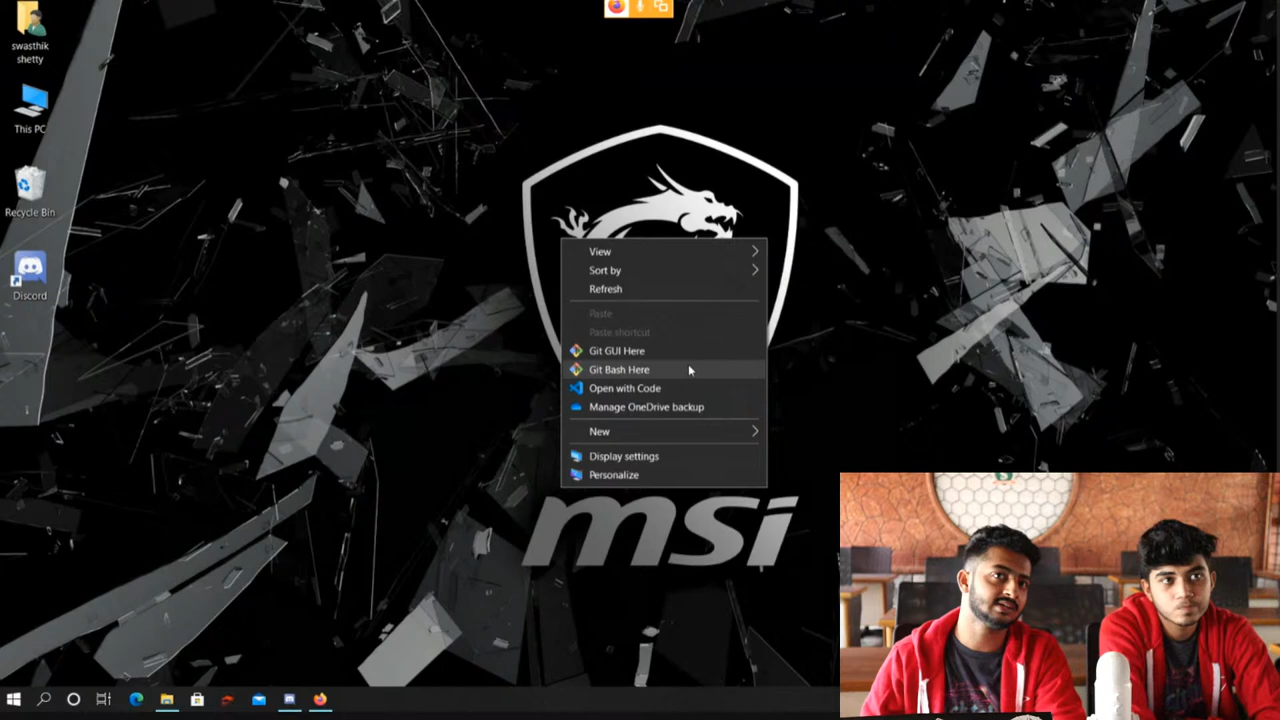 swasthik
shetty
This PC
Recycle Bin
Discord
View
Sort by
Refresh
Paste
Paste shortcut
Git GUI Here
Git Bash Here
Open with Code
Manage OneDrive backup
New
Display settings
Personalize
msi